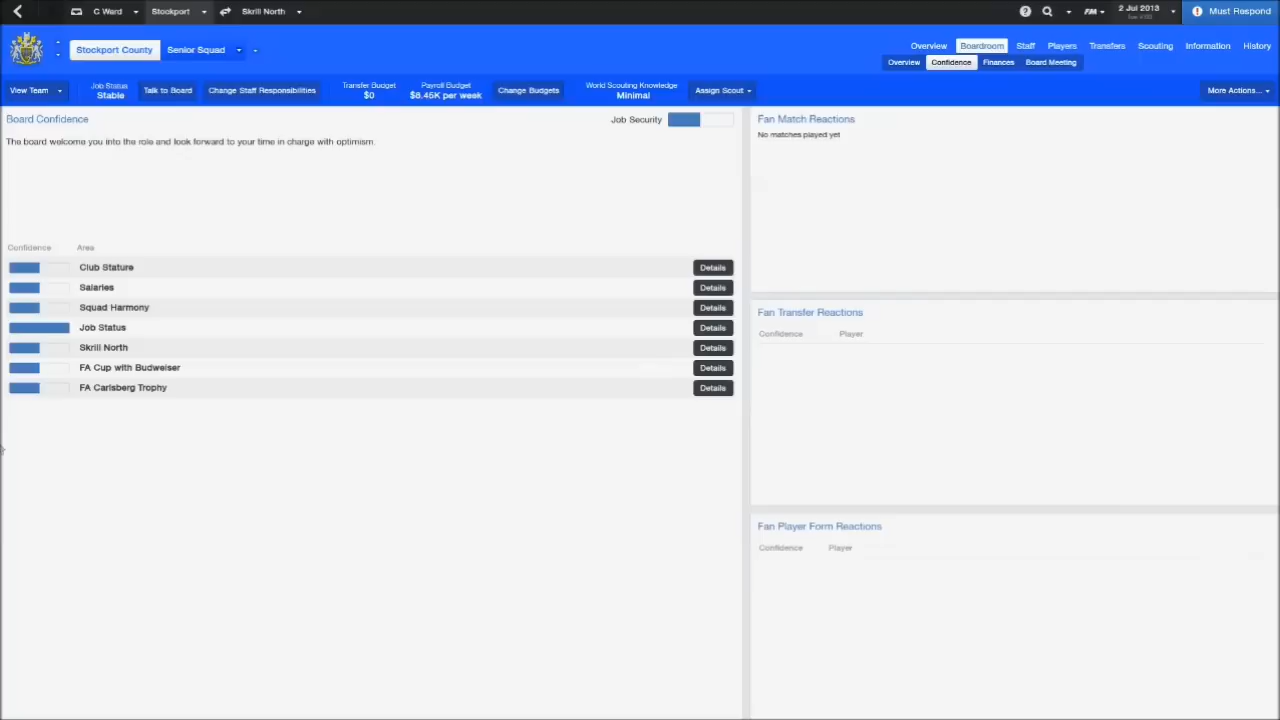 C Ward
Stockport
Skrill North
FM
2 Jul 2013
Must Respond
Stockport County
Senior Squad
Overview
Boardroom
Staff
Players
Transfers
Scouting
Information
History
Overview
Confidence
Finances
Board Meeting
View Team
Job Status
Stable
Talk to Board
Change Staff Responsibilities
Transfer Budget
$0
Payroll Budget
$8.45K per week
Change Budgets
World Scouting Knowledge
Minimal
Assign Scout
More Actions...
Board Confidence
Job Security
The board welcome you into the role and look forward to your time in charge with optimism.
Confidence Area
Club Stature Details
Salaries Details
Squad Harmony Details
Job Status Details
Skrill North Details
FA Cup with Budweiser Details
FA Carlsberg Trophy Details
Fan Match Reactions
No matches played yet
Fan Transfer Reactions
Confidence Player
Fan Player Form Reactions
Confidence Player